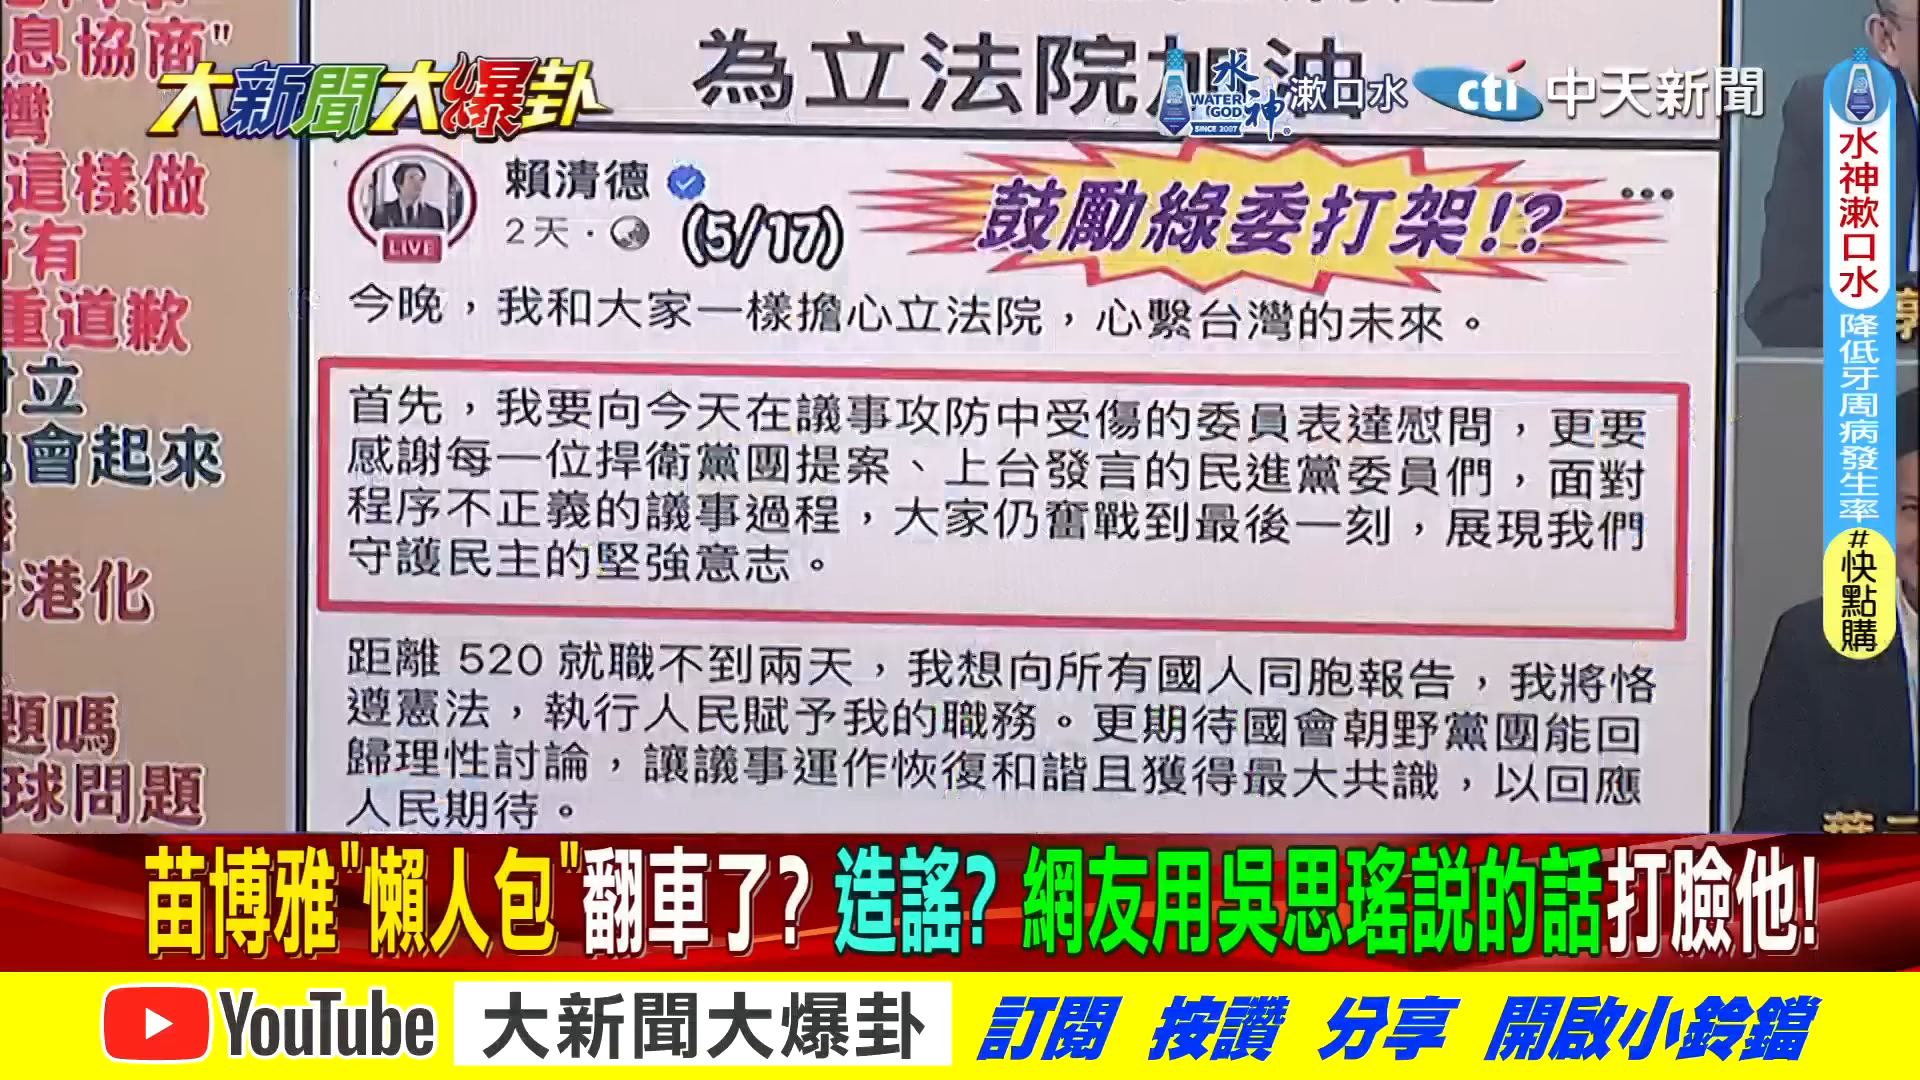 息協商"
灣
這樣做
所有
重道歉
對立
會起來
香港化
題嗎
球問題
大新聞大爆卦
為立法院加油
水神
WATER GOD
SINCE 2007
漱口水
cti 中天新聞
賴清德
LIVE
2天
(5/17)
鼓勵綠委打架!?
今晚，我和大家一樣擔心立法院，心繫台灣的未來。
首先，我要向今天在議事攻防中受傷的委員表達慰問，更要
感謝每一位捍衛黨團提案、上台發言的民進黨委員們，面對
程序不正義的議事過程，大家仍奮戰到最後一刻，展現我們
守護民主的堅強意志。
距離 520 就職不到兩天，我想向所有國人同胞報告，我將恪
遵憲法，執行人民賦予我的職務。更期待國會朝野黨團能回
歸理性討論，讓議事運作恢復和諧且獲得最大共識，以回應
人民期待。
水神漱口水
降低牙周病發生率
#快點購
苗博雅"懶人包"翻車了? 造謠? 網友用吳思瑤説的話打臉他!
YouTube 大新聞大爆卦 訂閱 按讚 分享 開啟小鈴鐺